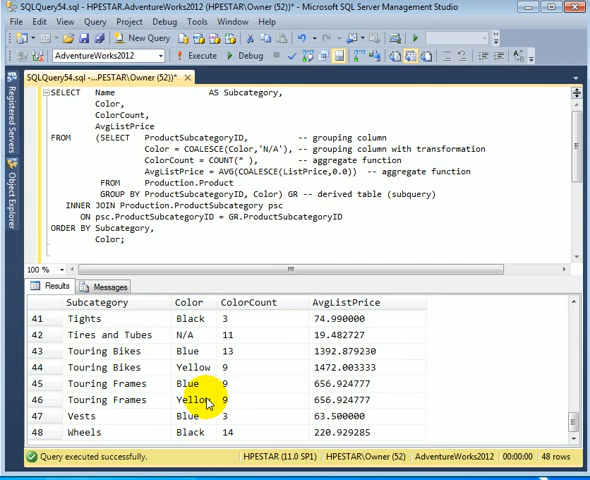 SQLQuery54.sql - HPESTAR.AdventureWorks2012 (HPESTAR\Owner (52))* - Microsoft SQL Server Management Studio
File Edit View Query Project Debug Tools Window Help
New Query
AdventureWorks2012 Execute Debug
SQLQuery54.sql -...PESTAR\Owner (52))*
Registered Servers
Object Explorer
SELECT Name AS Subcategory,
Color,
ColorCount,
AvgListPrice
FROM (SELECT ProductSubcategoryID, -- grouping column
Color = COALESCE(Color,'N/A'), -- grouping column with transformation
ColorCount = COUNT(* ), -- aggregate function
AvgListPrice = AVG(COALESCE(ListPrice,0.0)) -- aggregate function
FROM Production.Product
GROUP BY ProductSubcategoryID, Color) GR -- derived table (subquery)
INNER JOIN Production.ProductSubcategory psc
ON psc.ProductSubcategoryID = GR.ProductSubcategoryID
ORDER BY Subcategory,
Color;
100 %
Results Messages
Subcategory Color ColorCount AvgListPrice
41 Tights Black 3 74.990000
42 Tires and Tubes N/A 11 19.482727
43 Touring Bikes Blue 13 1392.879230
44 Touring Bikes Yellow 9 1472.003333
45 Touring Frames Blue 9 656.924777
46 Touring Frames Yellow 9 656.924777
47 Vests Blue 3 63.500000
48 Wheels Black 14 220.929285
Query executed successfully. HPESTAR (11.0 SP1) HPESTAR\Owner (52) AdventureWorks2012 00:00:00 48 rows